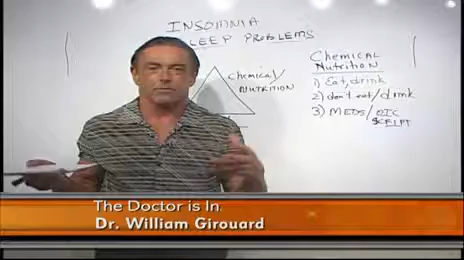 INSOMNIA
LEEP PROBLEMS
CHEMICAL/
NUTRITION
CHEMICAL
NUTRITION
1) Eat, drink
2) don't eat/drink
3) MEDS/OTC
SCRIPT
The Doctor is In.
Dr. William Girouard